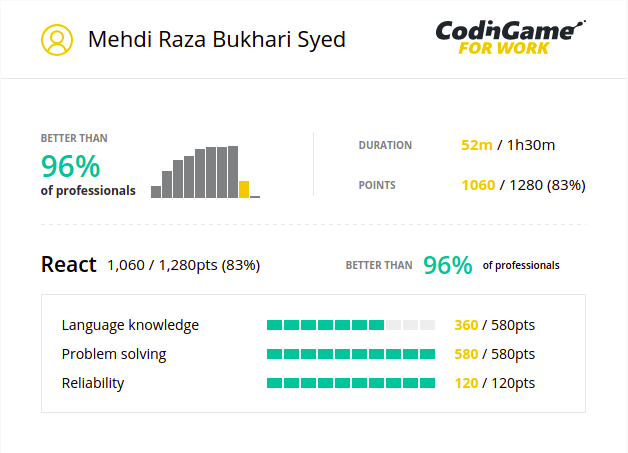 Mehdi Raza Bukhari Syed
CodinGame
FOR WORK
BETTER THAN
96%
of professionals
DURATION 52m / 1h30m
POINTS 1060 / 1280 (83%)
React 1,060 / 1,280pts (83%) BETTER THAN 96% of professionals
Language knowledge 360 / 580pts
Problem solving 580 / 580pts
Reliability 120 / 120pts